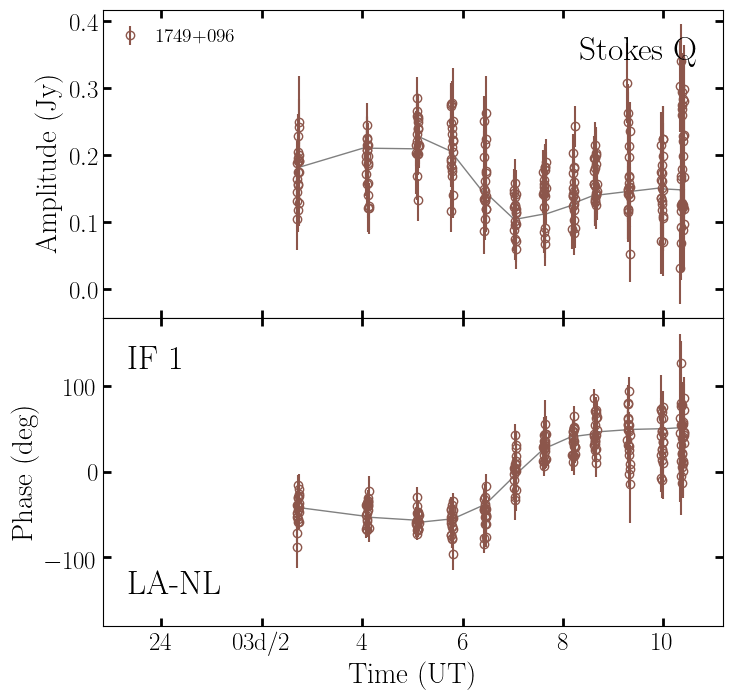 1749+096
Stokes Q
Amplitude (Jy)
0.4
0.3
0.2
0.1
0.0
IF 1
Phase (deg)
100
0
−100
LA-NL
24 03d/2 4 6 8 10
Time (UT)